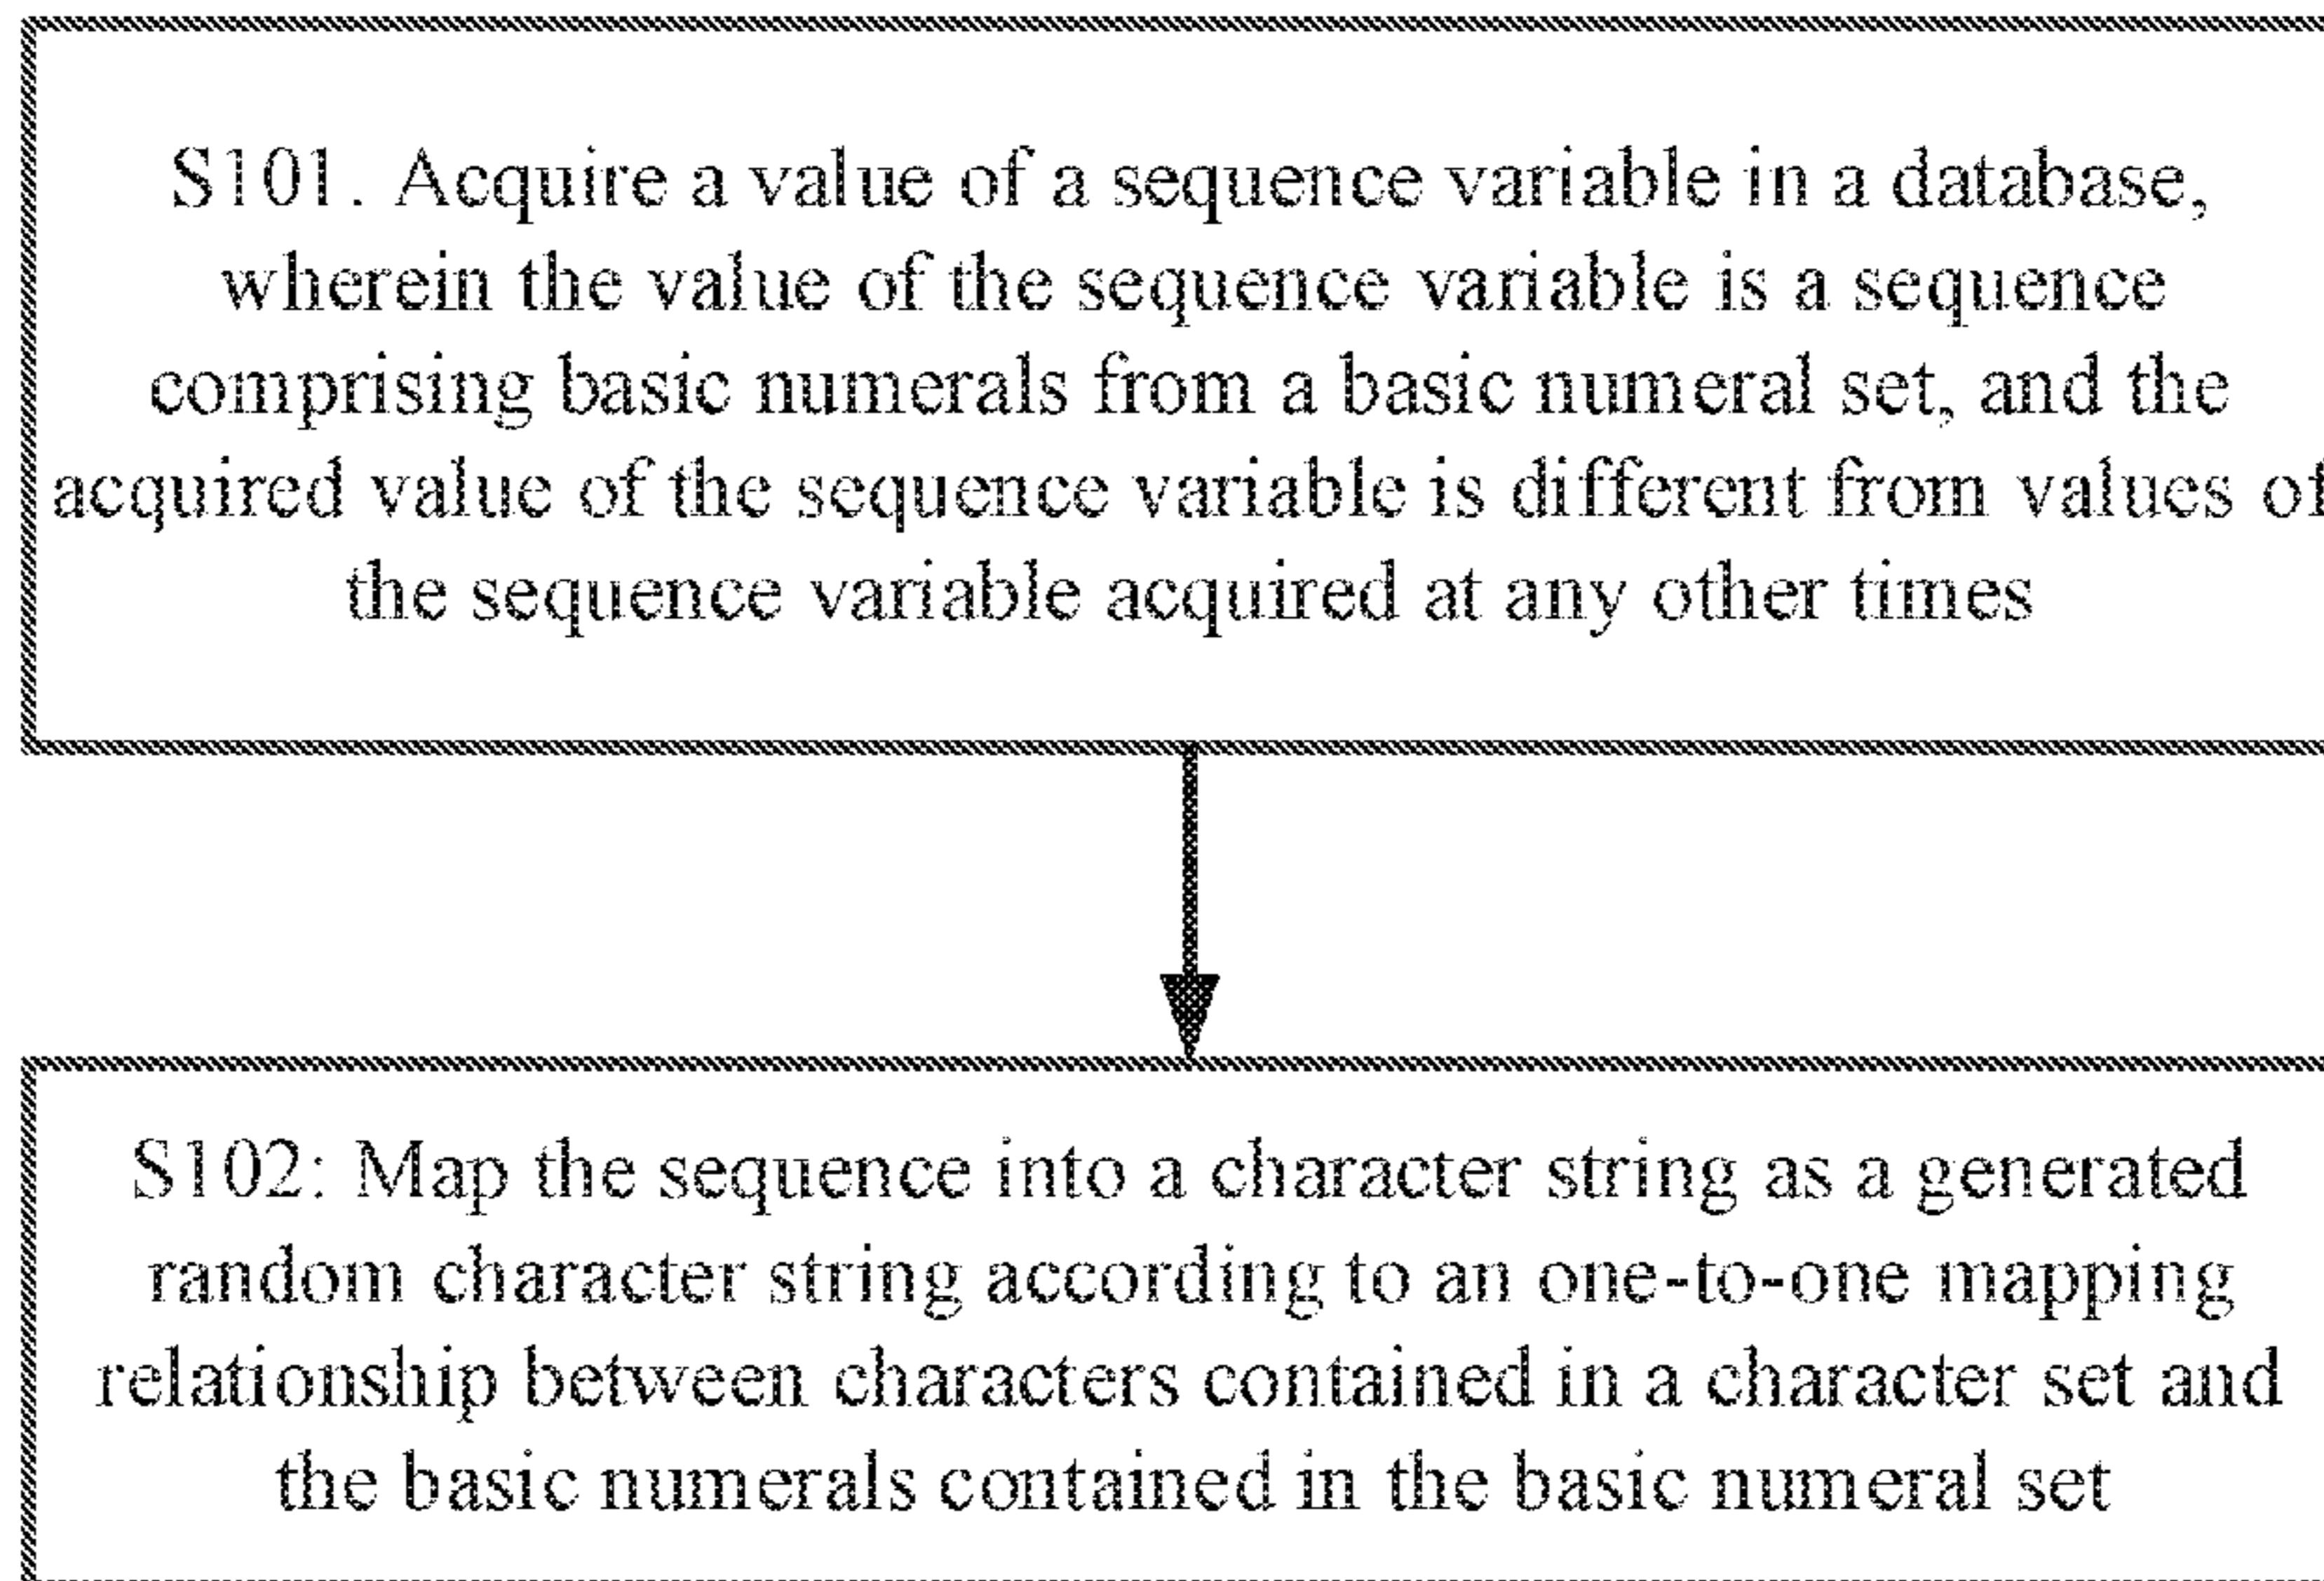 S101. Acquire a value of a sequence variable in a database,
wherein the value of the sequence variable is a sequence
comprising basic numerals from a basic numeral set, and the
acquired value of the sequence variable is different from values of
the sequence variable acquired at any other times
S102: Map the sequence into a character string as a generated
random character string according to an one-to-one mapping
relationship between characters contained in a character set and
the basic numerals contained in the basic numeral set